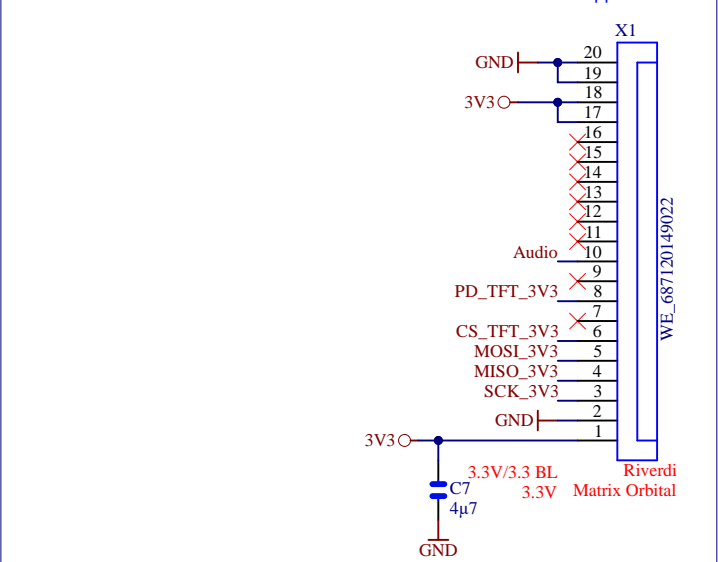 X1
20
GND
19
18
3V3
17
16
15
14
13
12
11
Audio 10
9
PD_TFT_3V3 8
7
CS_TFT_3V3 6
MOSI_3V3 5
MISO_3V3 4
SCK_3V3 3
GND 2
3V3 1
WE_687120149022
3.3V/3.3 BL Riverdi
3.3V Matrix Orbital
C7
4µ7
GND